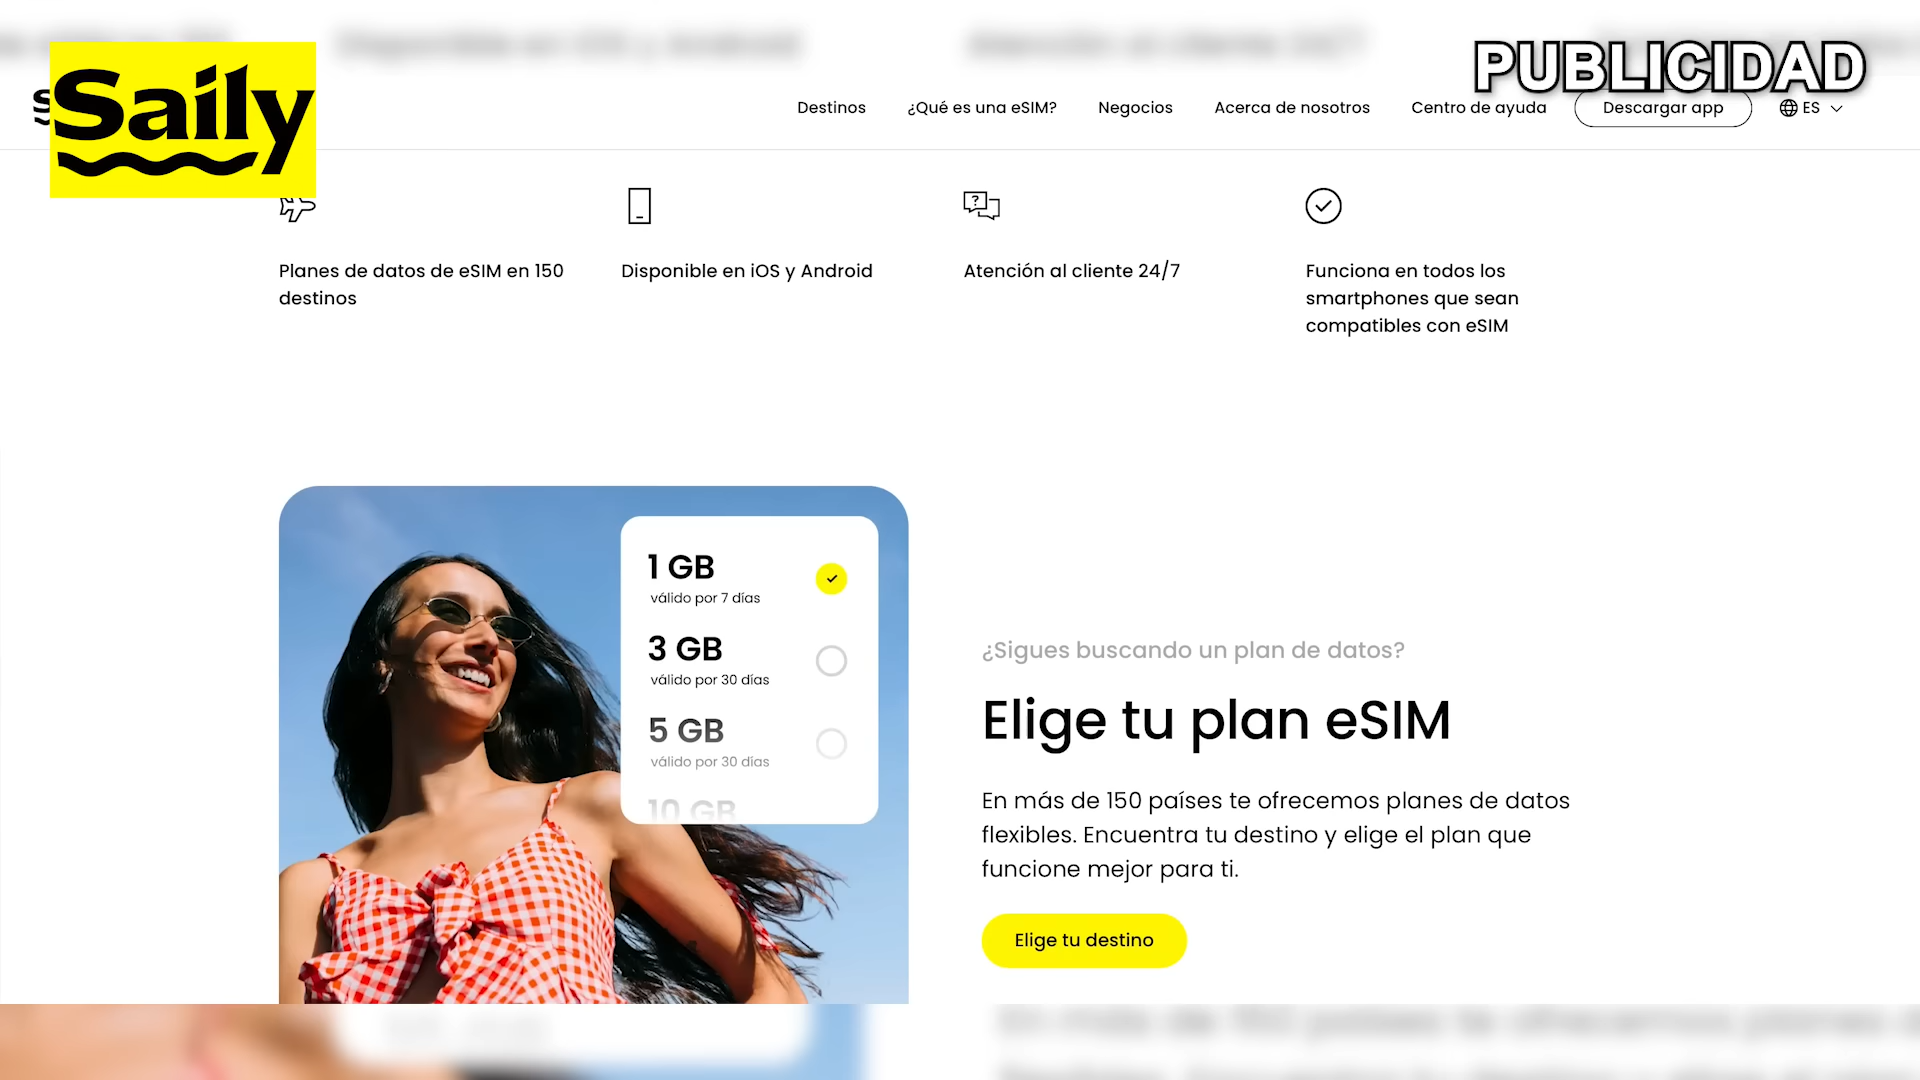 Saily
PUBLICIDAD
Destinos
¿Qué es una eSIM?
Negocios
Acerca de nosotros
Centro de ayuda
Descargar app
ES
Planes de datos de eSIM en 150
destinos
Disponible en iOS y Android
Atención al cliente 24/7
Funciona en todos los
smartphones que sean
compatibles con eSIM
1 GB
válido por 7 días
3 GB
válido por 30 días
5 GB
válido por 30 días
10 GB
¿Sigues buscando un plan de datos?
Elige tu plan eSIM
En más de 150 países te ofrecemos planes de datos
flexibles. Encuentra tu destino y elige el plan que
funcione mejor para ti.
Elige tu destino